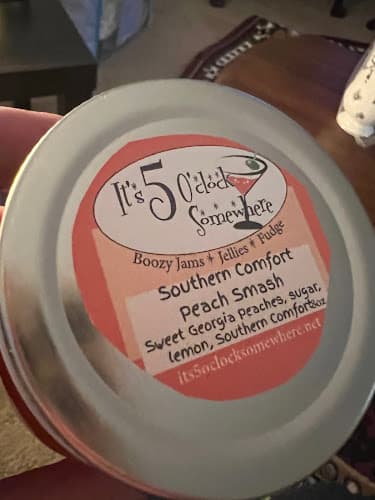 It's 5 O'clock
Somewhere
Boozy Jams ✦ Jellies ✦ Fudge
Southern Comfort
Peach Smash
Sweet Georgia Peaches, sugar,
lemon, Southern Comfort 8oz
its5oclocksomewhere.net